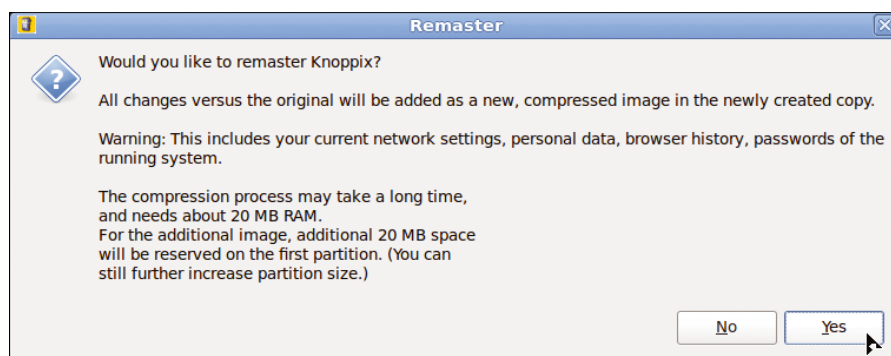 Remaster
Would you like to remaster Knoppix?
All changes versus the original will be added as a new, compressed image in the newly created copy.
Warning: This includes your current network settings, personal data, browser history, passwords of the
running system.
The compression process may take a long time,
and needs about 20 MB RAM.
For the additional image, additional 20 MB space
will be reserved on the first partition. (You can
still further increase partition size.)
No
Yes